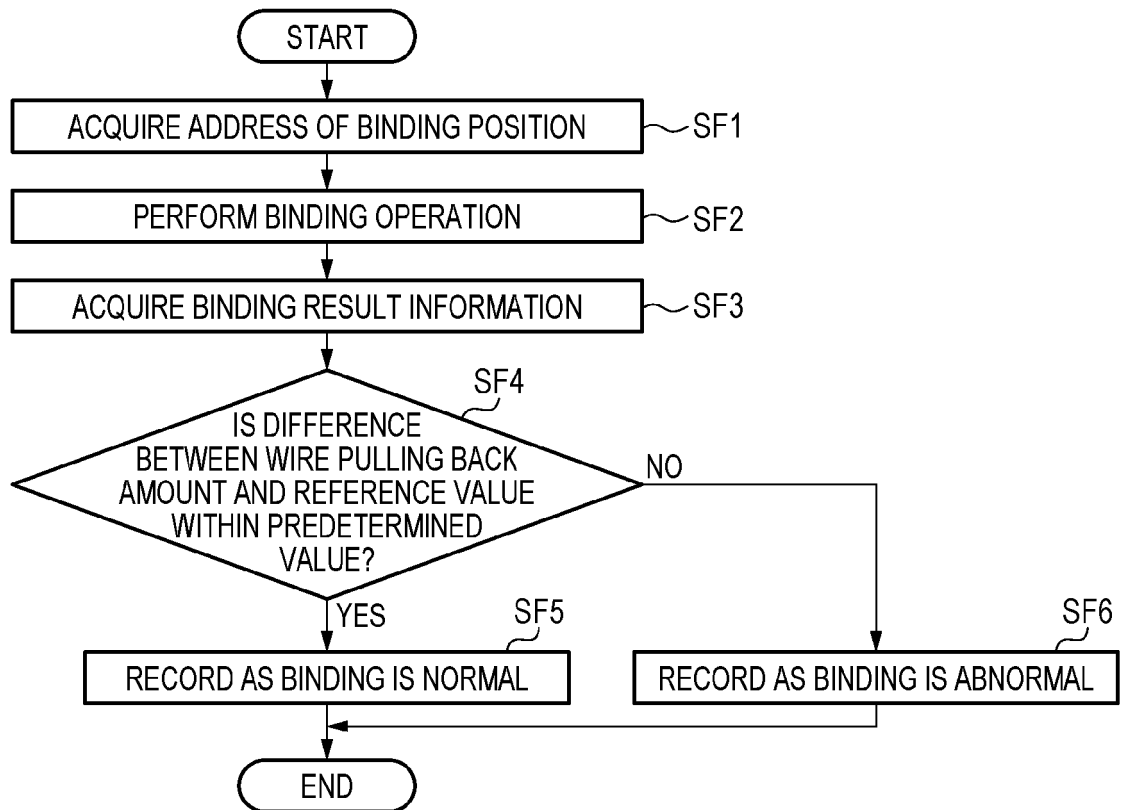 START
ACQUIRE ADDRESS OF BINDING POSITION
SF1
PERFORM BINDING OPERATION
SF2
ACQUIRE BINDING RESULT INFORMATION
SF3
SF4
IS DIFFERENCE
BETWEEN WIRE PULLING BACK
AMOUNT AND REFERENCE VALUE
WITHIN PREDETERMINED
VALUE?
NO
YES
SF5
SF6
RECORD AS BINDING IS NORMAL
RECORD AS BINDING IS ABNORMAL
END